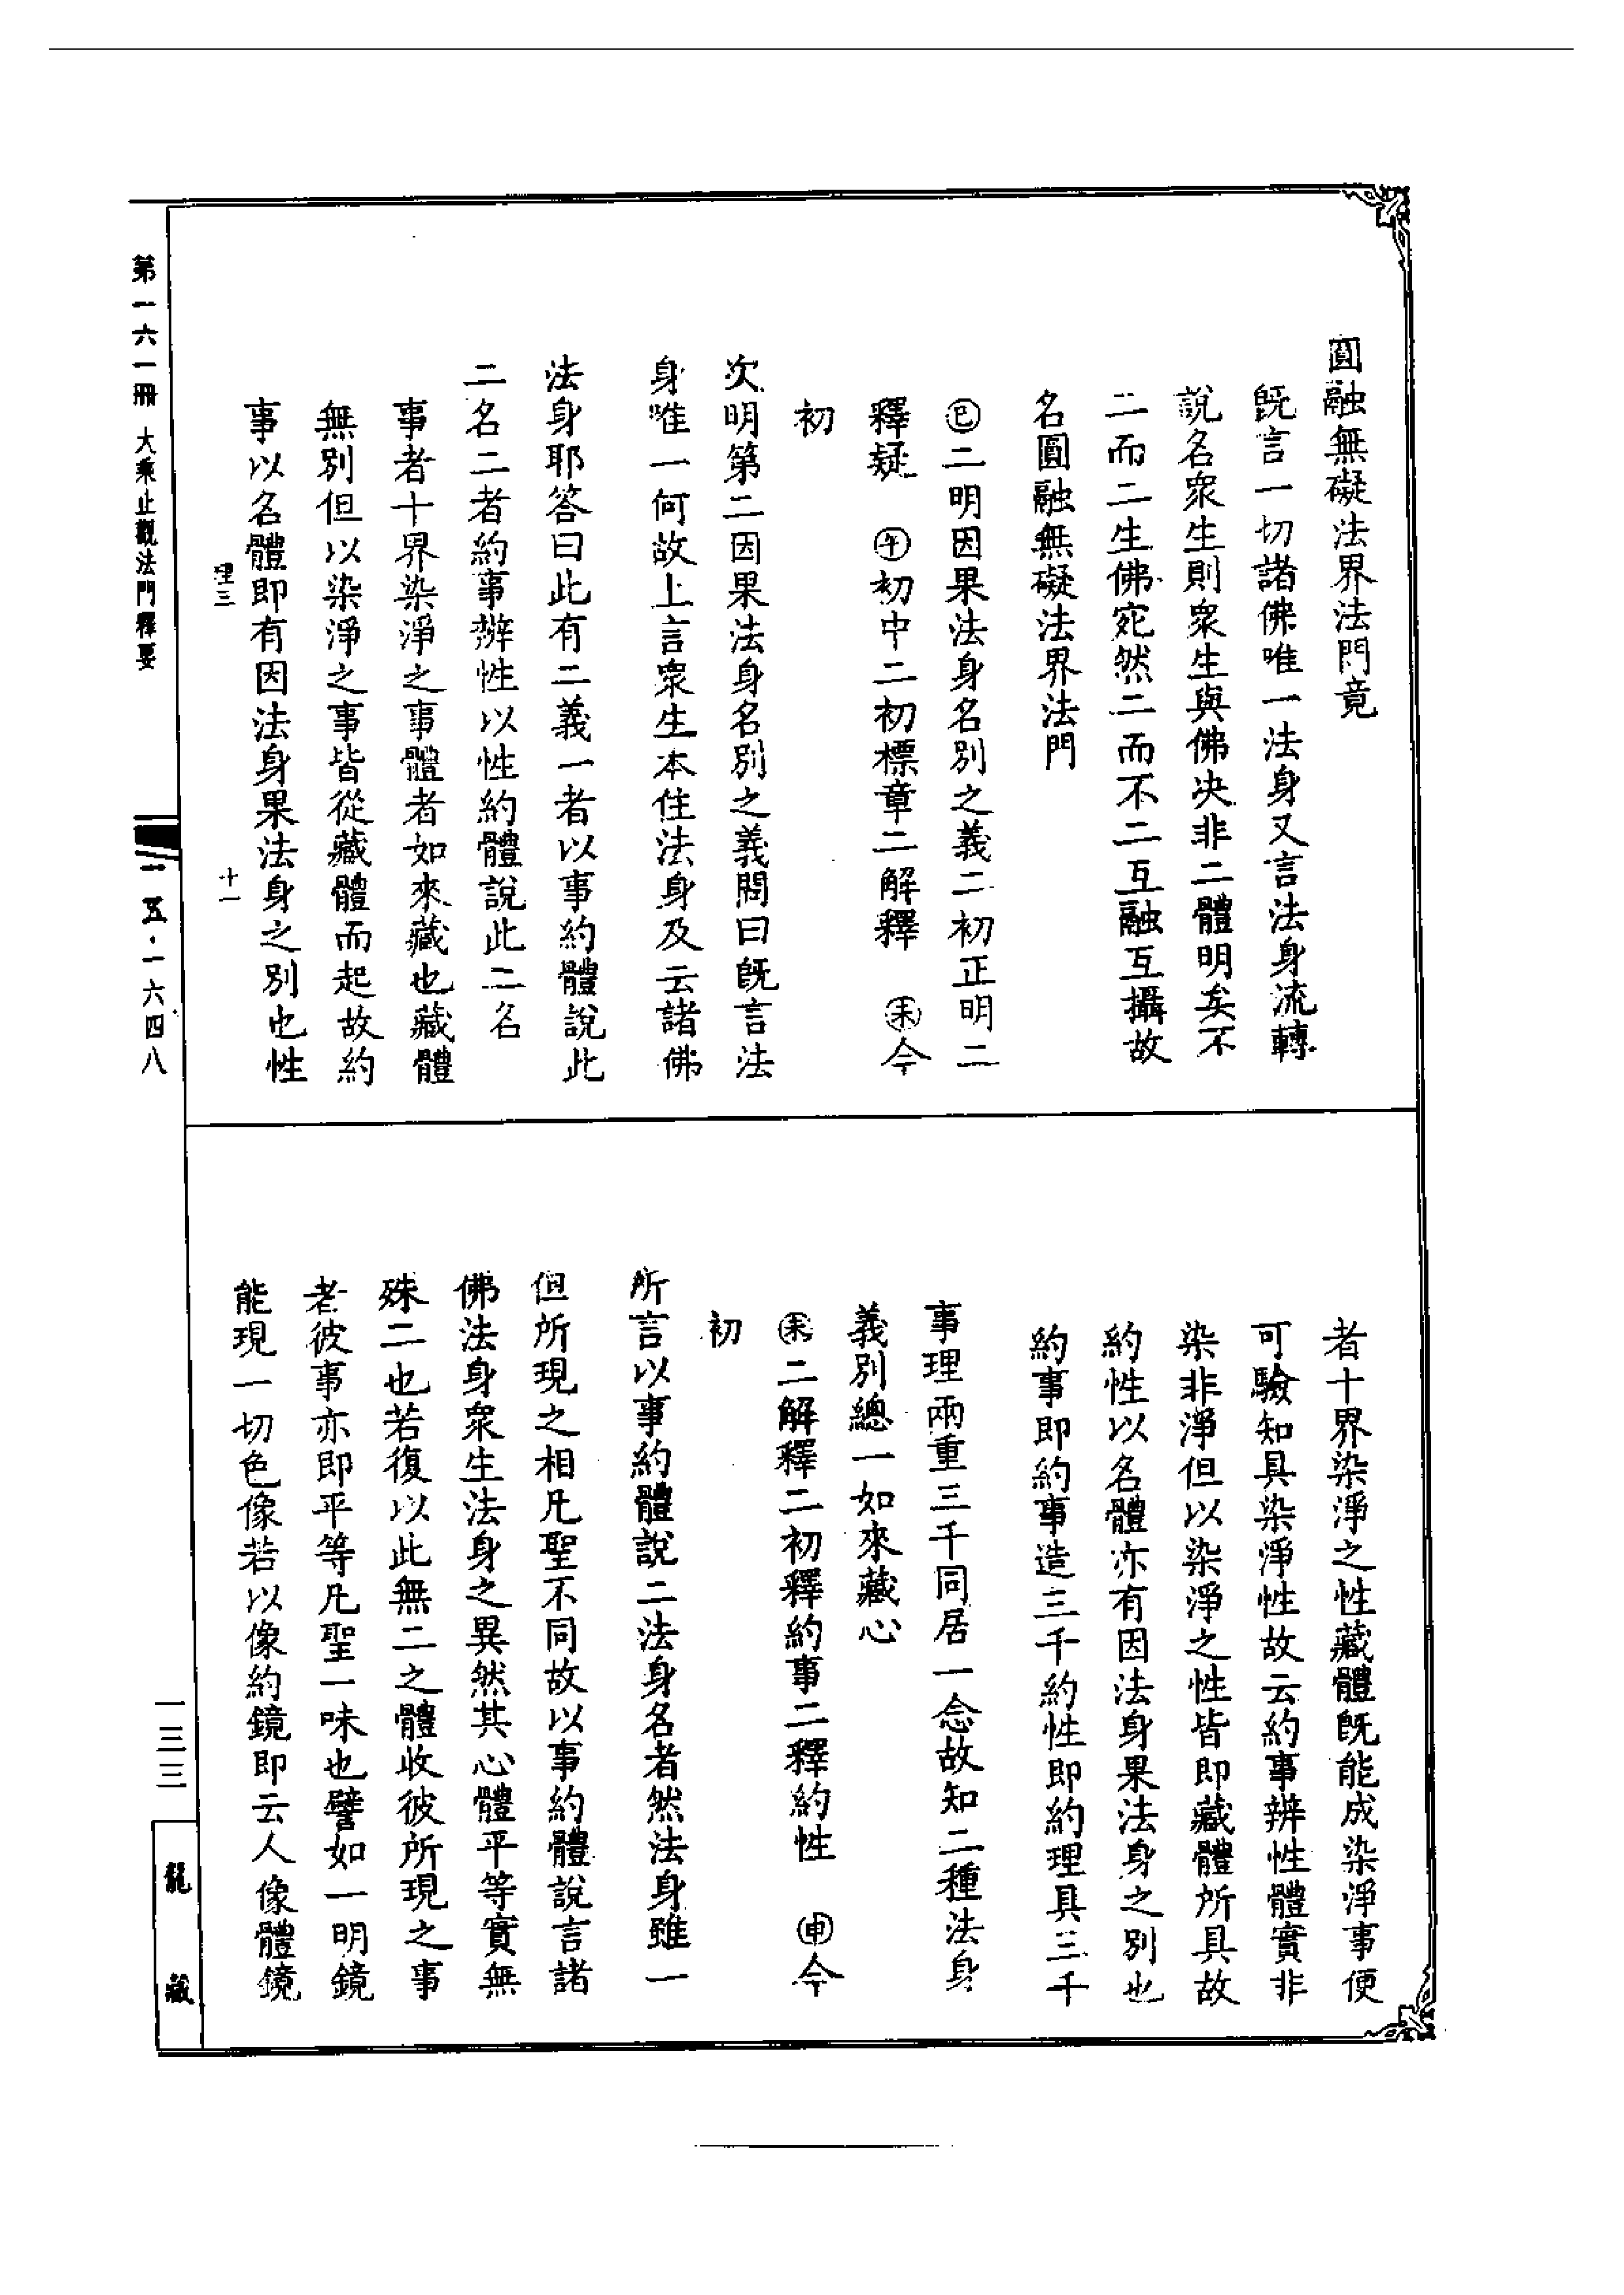 圓融無礙法界法門竟
旣言一切諸佛唯一法身又言法身流轉
說名衆生則衆生與佛决非二體明矣不
二而二生佛宛然二而不二互融互攝故
名圓融無礙法界法門
㊁二明因果法身名別之義二初正明二
釋疑　午初中二初標章二解釋　未今
初
次明第二因果法身名別之義問曰旣言法
身唯一何故上言衆生本住法身及云諸佛
法身耶答曰此有二義一者以事約體說此
二名二者約事辨性以性約體說此二名
事者十界染淨之事體者如來藏也藏體
無別但以染淨之事皆從藏體而起故約
事以名體即有因法身果法身之別也性
理三　十一
第一六一冊　大乘止觀法門釋要
一五·一六四八
者十界染淨之性藏體旣能成染淨事便
可驗知具染淨性故云約事辨性體實非
染非淨但以染淨之性皆即藏體所具故
約性以名體亦有因法身果法身之別也
約事即約事造三千約性即約理具三千
事理兩重三千同居一念故知二種法身
義別總一如來藏心
未二解釋二初釋約事二釋約性　申今
初
所言以事約體說二法身名者然法身雖一
但所現之相凡聖不同故以事約體說言諸
佛法身衆生法身之異然其心體平等實無
殊二也若復以此無二之體收彼所現之事
者彼事亦即平等凡聖一味也譬如一明鏡
能現一切色像若以像約鏡即云人像體鏡
一三三
龍藏